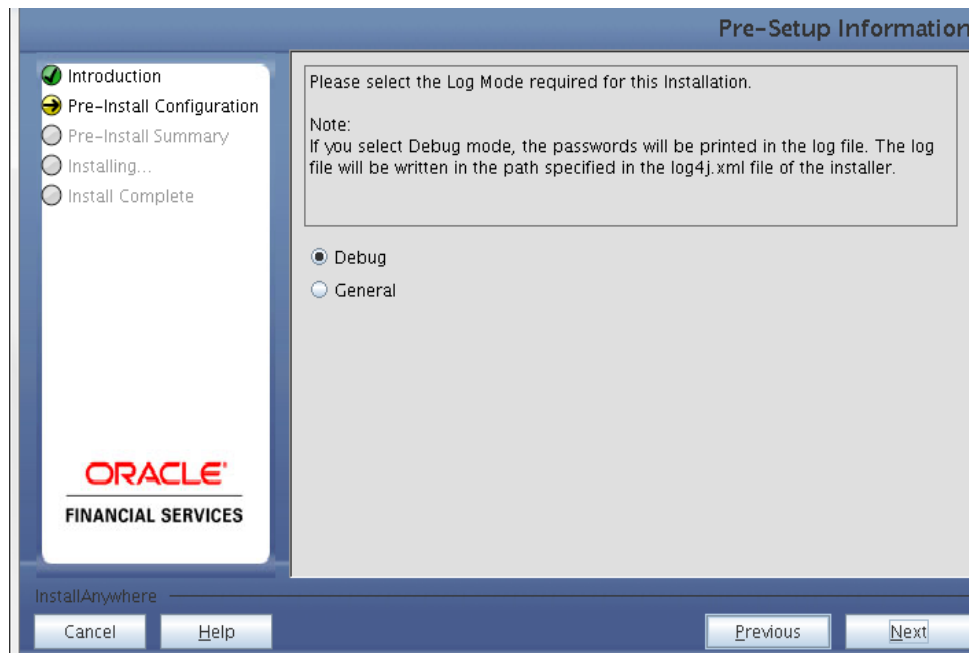 Pre-Setup Information
Introduction
Pre-Install Configuration
Pre-Install Summary
Installing...
Install Complete
Please select the Log Mode required for this Installation.
Note:
If you select Debug mode, the passwords will be printed in the log file. The log
file will be written in the path specified in the log4j.xml file of the installer.
Debug
General
ORACLE
FINANCIAL SERVICES
InstallAnywhere
Cancel
Help
Previous
Next